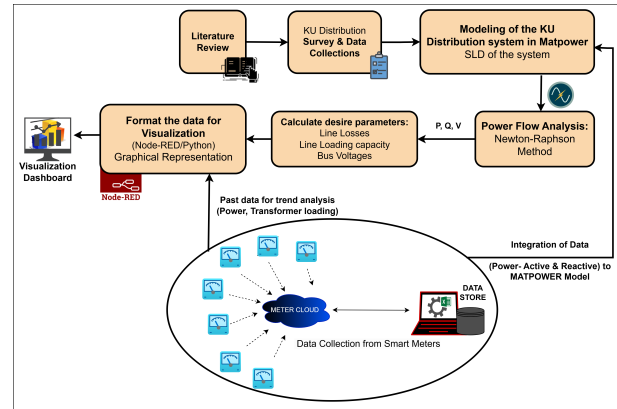 Literature
Review
KU Distribution
Survey & Data
Collections
Modeling of the KU
Distribution system in Matpower
SLD of the system
Format the data for
Visualization
(Node-RED/Python)
Graphical Representation
Calculate desire parameters:
Line Losses
Line Loading capacity
Bus Voltages
P, Q, V
Power Flow Analysis:
Newton-Raphson
Method
Visualization
Dashboard
Node-RED
Past data for trend analysis
(Power, Transformer loading)
Integration of Data
(Power- Active & Reactive) to
MATPOWER Model
METER CLOUD
DATA
STORE
Data Collection from Smart Meters